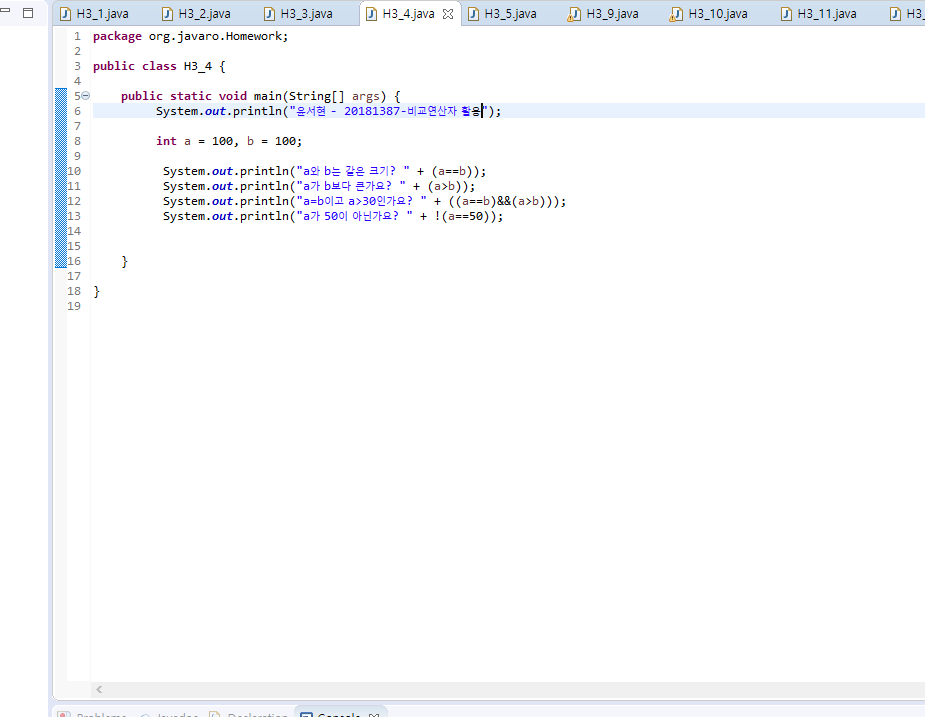 H3_1.java H3_2.java H3_3.java H3_4.java H3_5.java H3_9.java H3_10.java H3_11.java H3_
1 package org.javaro.Homework;
2
3 public class H3_4 {
4
5 public static void main(String[] args) {
6 System.out.println("윤서현 - 20181387-비교연산자 활용");
7
8 int a = 100, b = 100;
9
10 System.out.println("a와 b는 같은 크기? " + (a==b));
11 System.out.println("a가 b보다 큰가요? " + (a>b));
12 System.out.println("a=b이고 a>30인가요? " + ((a==b)&&(a>b)));
13 System.out.println("a가 50이 아닌가요? " + !(a==50));
14
15
16 }
17
18 }
19
Problems Javadoc Declaration Console